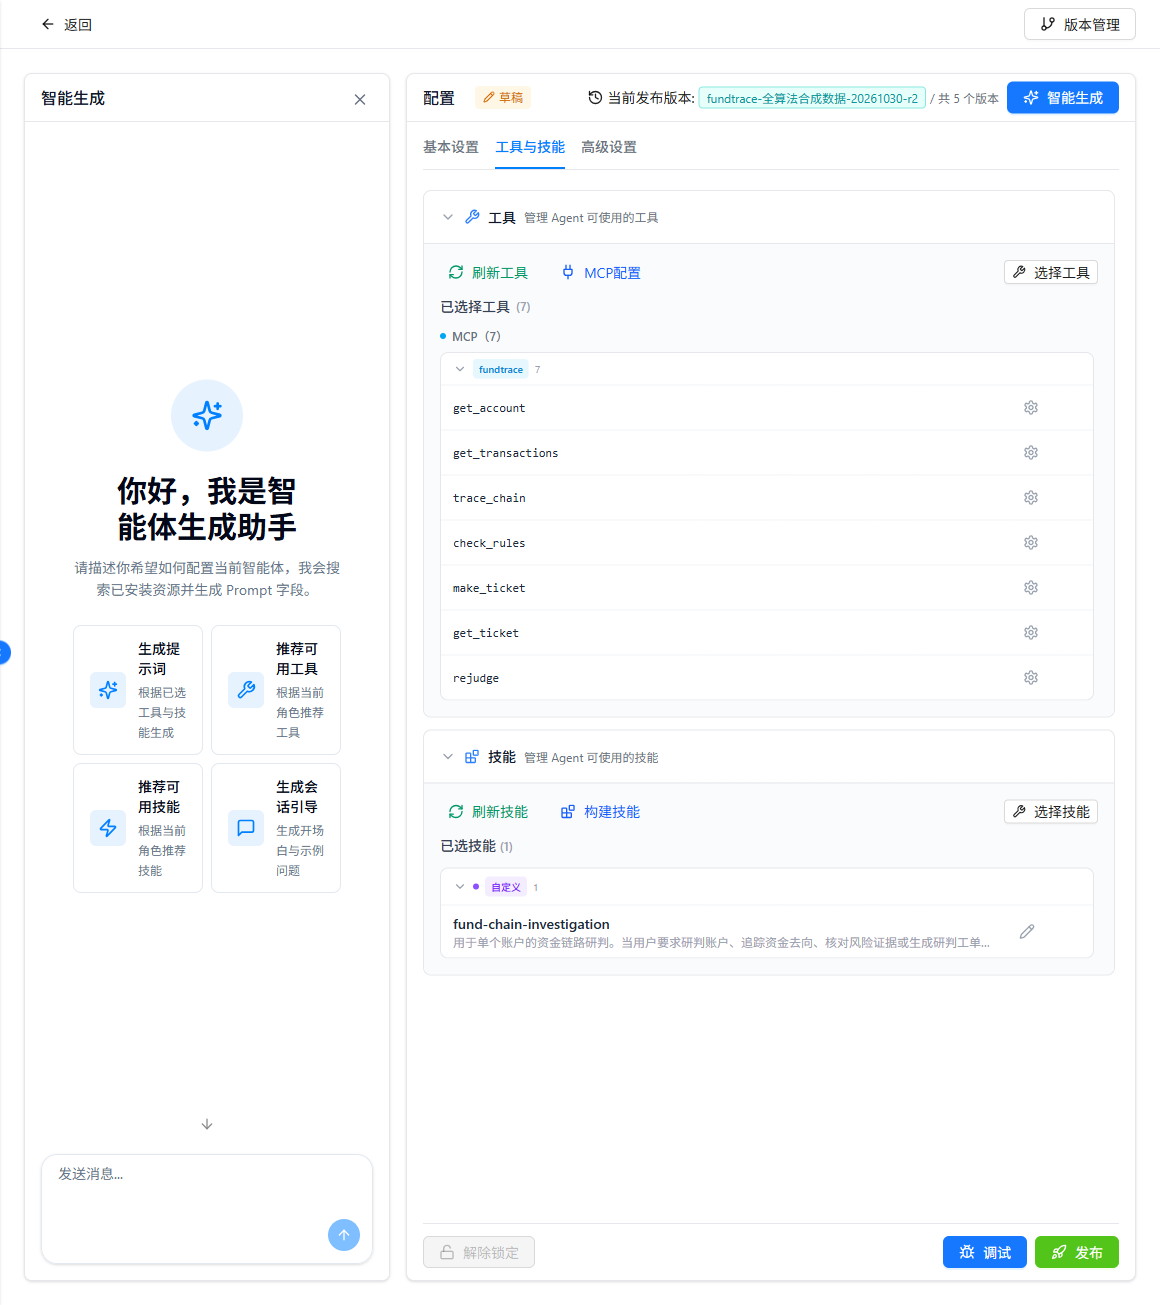 返回
版本管理
智能生成
你好，我是智
能体生成助手
请描述你希望如何配置当前智能体，我会搜
索已安装资源并生成 Prompt 字段。
生成提
示词
根据已选
工具与技
能生成
推荐可
用工具
根据当前
角色推荐
工具
推荐可
用技能
根据当前
角色推荐
技能
生成会
话引导
生成开场
白与示例
问题
发送消息...
配置 草稿 当前发布版本: fundtrace-全算法合成数据-20261030-r2 / 共 5 个版本 智能生成
基本设置 工具与技能 高级设置
工具 管理 Agent 可使用的工具
刷新工具 MCP配置 选择工具
已选择工具 (7)
MCP（7）
fundtrace 7
get_account
get_transactions
trace_chain
check_rules
make_ticket
get_ticket
rejudge
技能 管理 Agent 可使用的技能
刷新技能 构建技能 选择技能
已选技能 (1)
自定义 1
fund-chain-investigation
用于单个账户的资金链路研判。当用户要求研判账户、追踪资金去向、核对风险证据或生成研判工单...
解除锁定 调试 发布